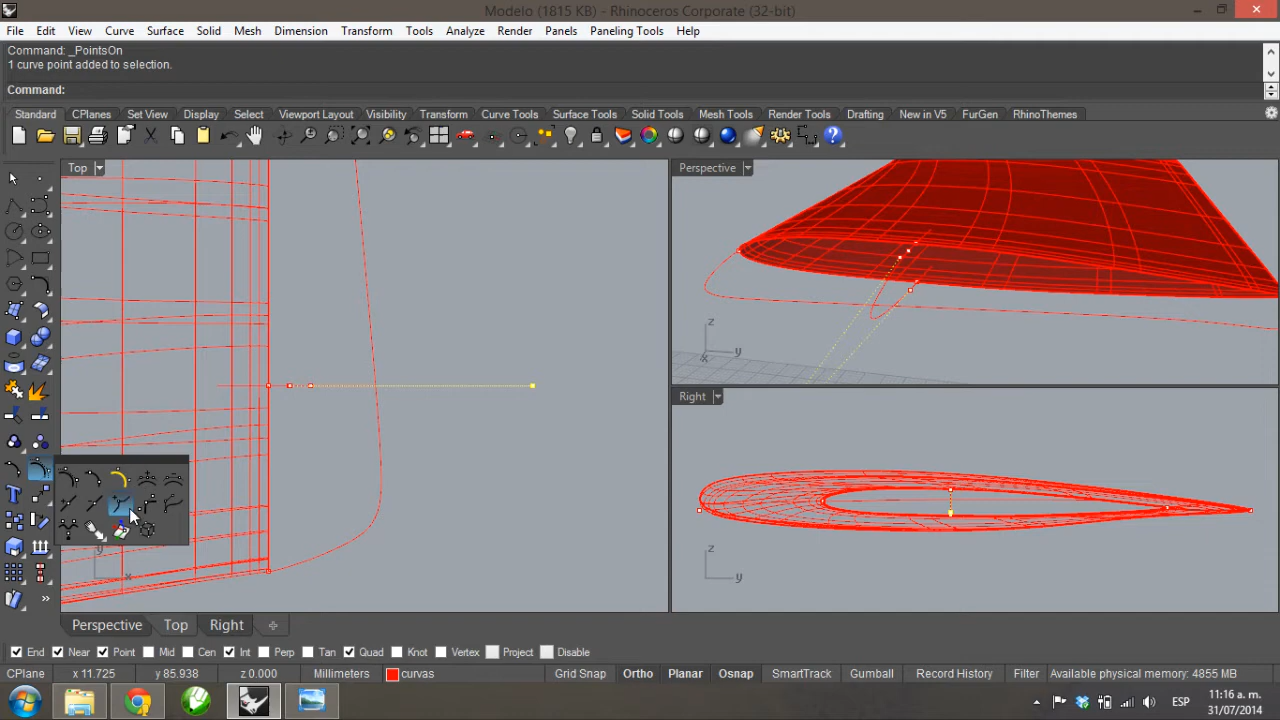 Modelo (1815 KB) - Rhinoceros Corporate (32-bit)
File Edit View Curve Surface Solid Mesh Dimension Transform Tools Analyze Render Panels Paneling Tools Help
Command: _PointsOn
1 curve point added to selection.
Command:
Standard CPlanes Set View Display Select Viewport Layout Visibility Transform Curve Tools Surface Tools Solid Tools Mesh Tools Render Tools Drafting New in V5 FurGen RhinoThemes
Top
Perspective
z
x y
Right
z
y
y
x
Perspective Top Right
End Near Point Mid Cen Int Perp Tan Quad Knot Vertex Project Disable
CPlane x 11.725 y 85.938 z 0.000 Millimeters curvas Grid Snap Ortho Planar Osnap SmartTrack Gumball Record History Filter Available physical memory: 4855 MB
ESP
11:16 a. m.
31/07/2014